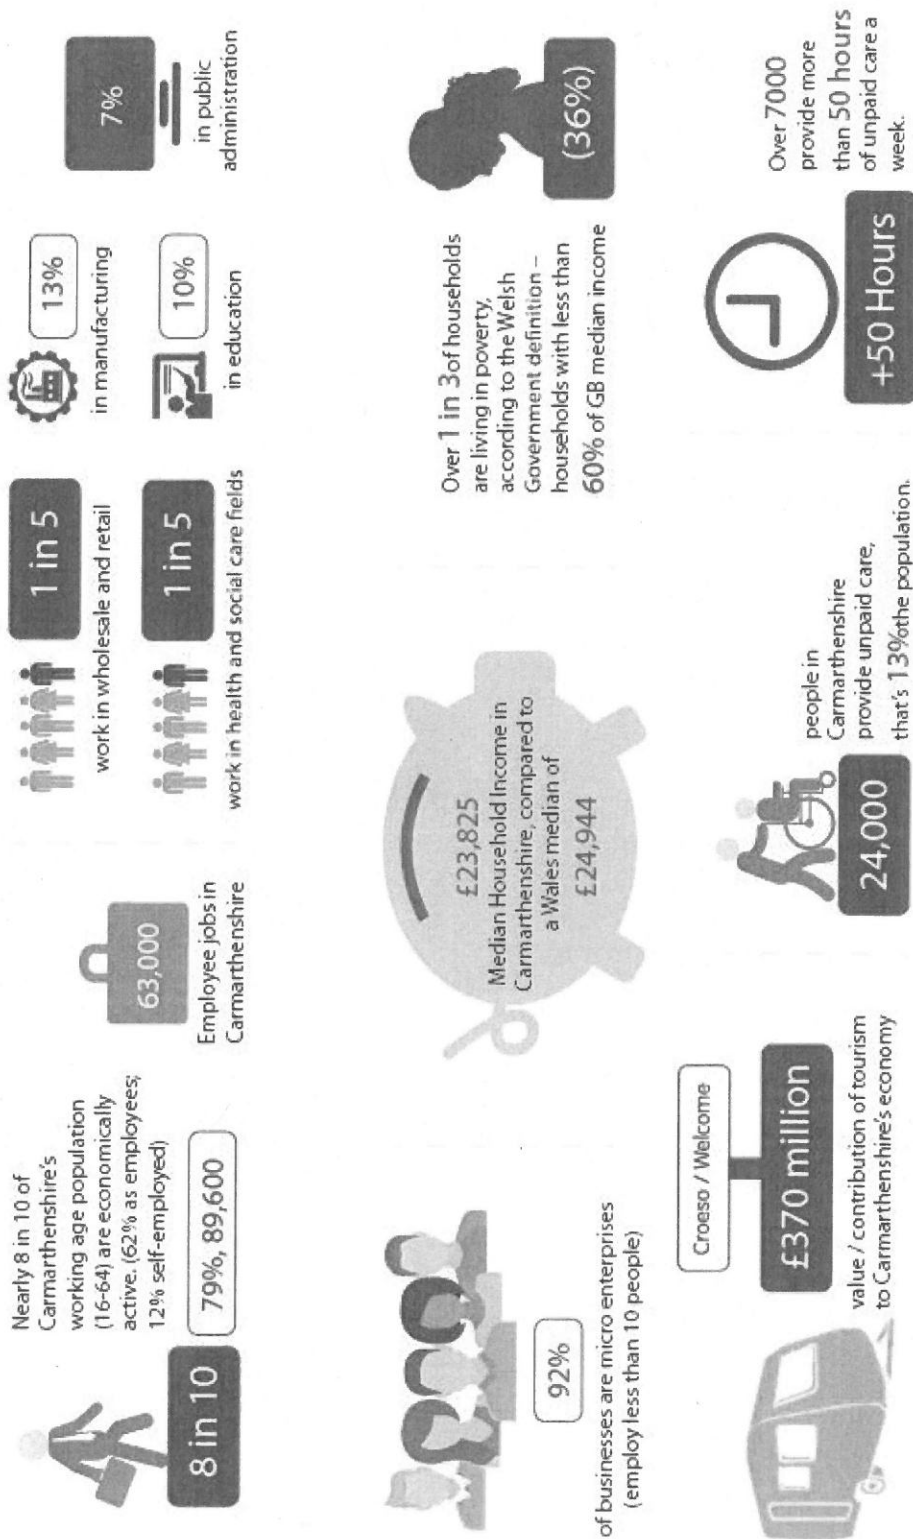 Nearly 8 in 10 of
Carmarthenshire's
working age population
(16-64) are economically
active. (62% as employees;
12% self-employed)
8 in 10
79%, 89,600
63,000
Employee jobs in
Carmarthenshire
1 in 5
work in wholesale and retail
1 in 5
work in health and social care fields
13%
in manufacturing
10%
in education
7%
in public
administration
92%
of businesses are micro enterprises
(employ less than 10 people)
£23,825
Median Household Income in
Carmarthenshire, compared to
a Wales median of
£24,944
Over 1 in 3of households
are living in poverty,
according to the Welsh
Government definition –
households with less than
60% of GB median income
(36%)
Croeso / Welcome
£370 million
value / contribution of tourism
to Carmarthenshire's economy
24,000
people in
Carmarthenshire
provide unpaid care,
that's 13%the population.
+50 Hours
Over 7000
provide more
than 50 hours
of unpaid care a
week.